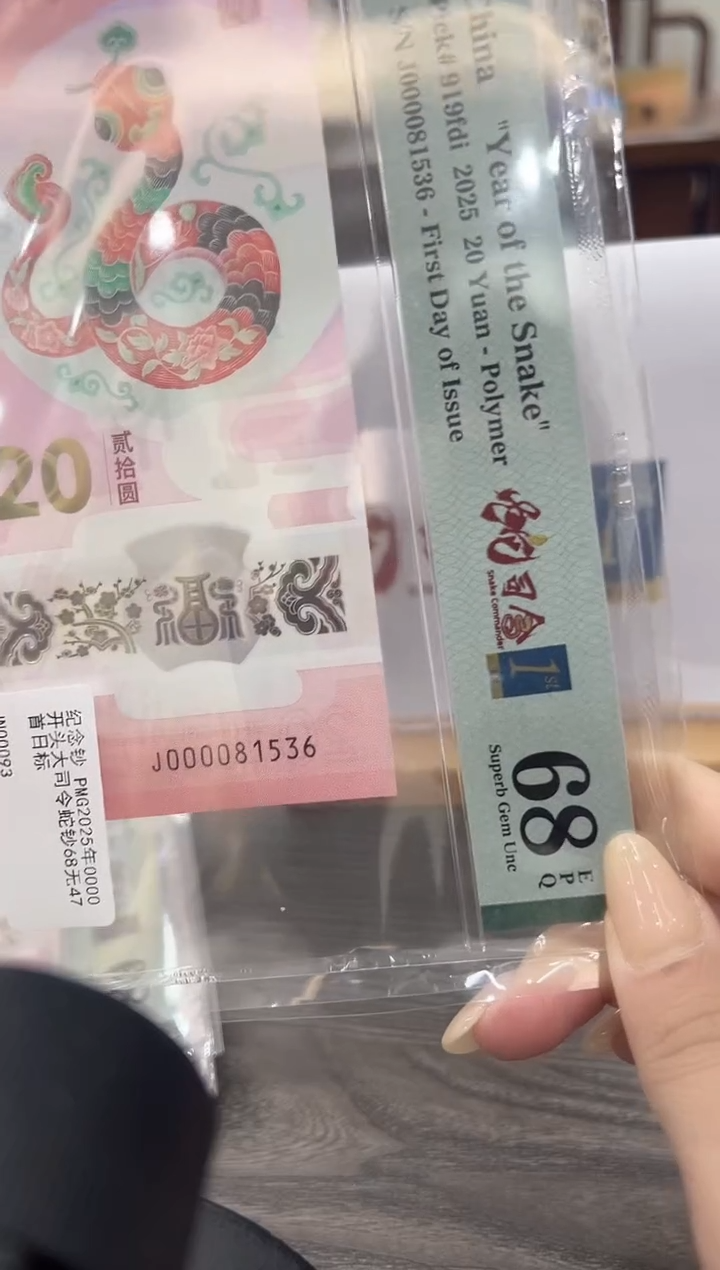 China
"Year of the Snake"
Pick# 919fdi 2025 20 Yuan - Polymer
S/N J000081536 - First Day of Issue
蛇司令
Snake Commander
1st
68
EPQ
Superb Gem Unc
20
贰拾圆
J000081536
纪念钞 PMG2025年0000
开头大司令蛇钞68无47
首日标